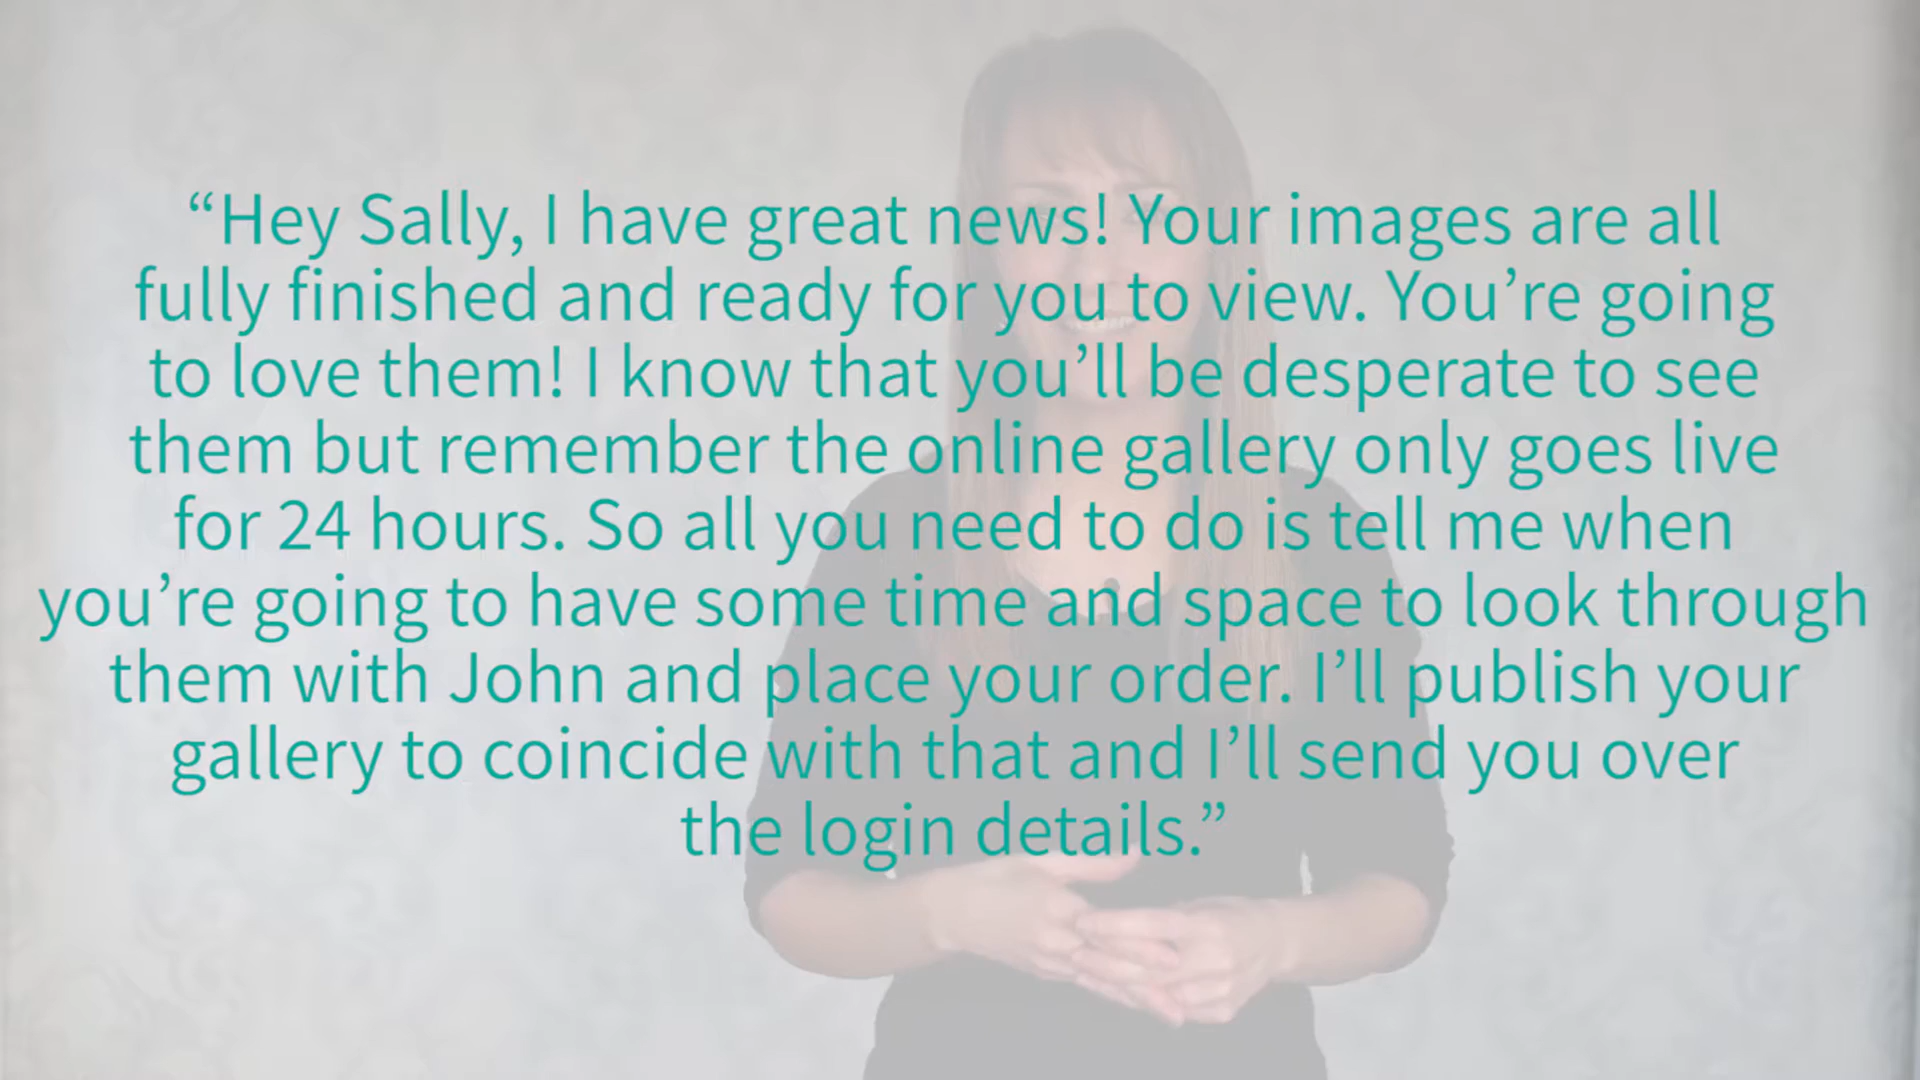 “Hey Sally, I have great news! Your images are all
fully finished and ready for you to view. You’re going
to love them! I know that you’ll be desperate to see
them but remember the online gallery only goes live
for 24 hours. So all you need to do is tell me when
you’re going to have some time and space to look through
them with John and place your order. I’ll publish your
gallery to coincide with that and I’ll send you over
the login details.”